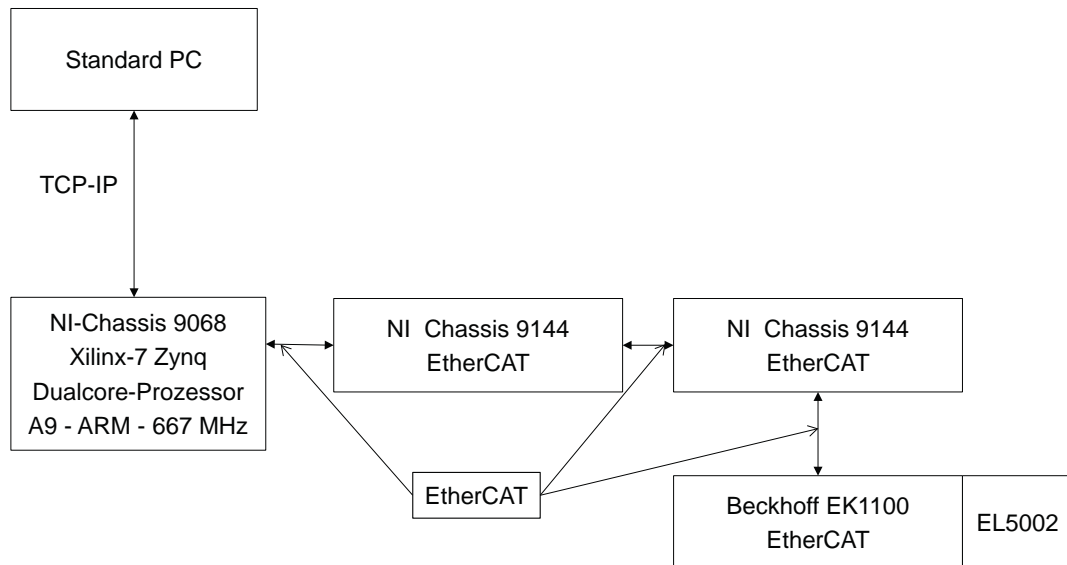 Standard PC
TCP-IP
NI-Chassis 9068
Xilinx-7 Zynq
Dualcore-Prozessor
A9 - ARM - 667 MHz
NI  Chassis 9144
EtherCAT
NI  Chassis 9144
EtherCAT
EtherCAT
Beckhoff EK1100
EtherCAT
EL5002